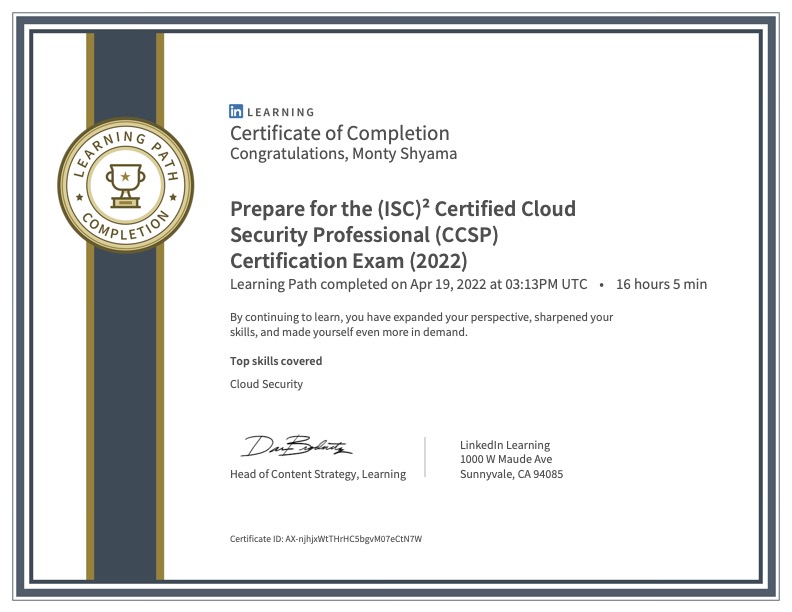 LEARNING PATH
COMPLETION
in LEARNING
Certificate of Completion
Congratulations, Monty Shyama
Prepare for the (ISC)² Certified Cloud
Security Professional (CCSP)
Certification Exam (2022)
Learning Path completed on Apr 19, 2022 at 03:13PM UTC • 16 hours 5 min
By continuing to learn, you have expanded your perspective, sharpened your
skills, and made yourself even more in demand.
Top skills covered
Cloud Security
Head of Content Strategy, Learning
LinkedIn Learning
1000 W Maude Ave
Sunnyvale, CA 94085
Certificate ID: AX-njhjxWtTHrHC5bgvM07eCtN7W